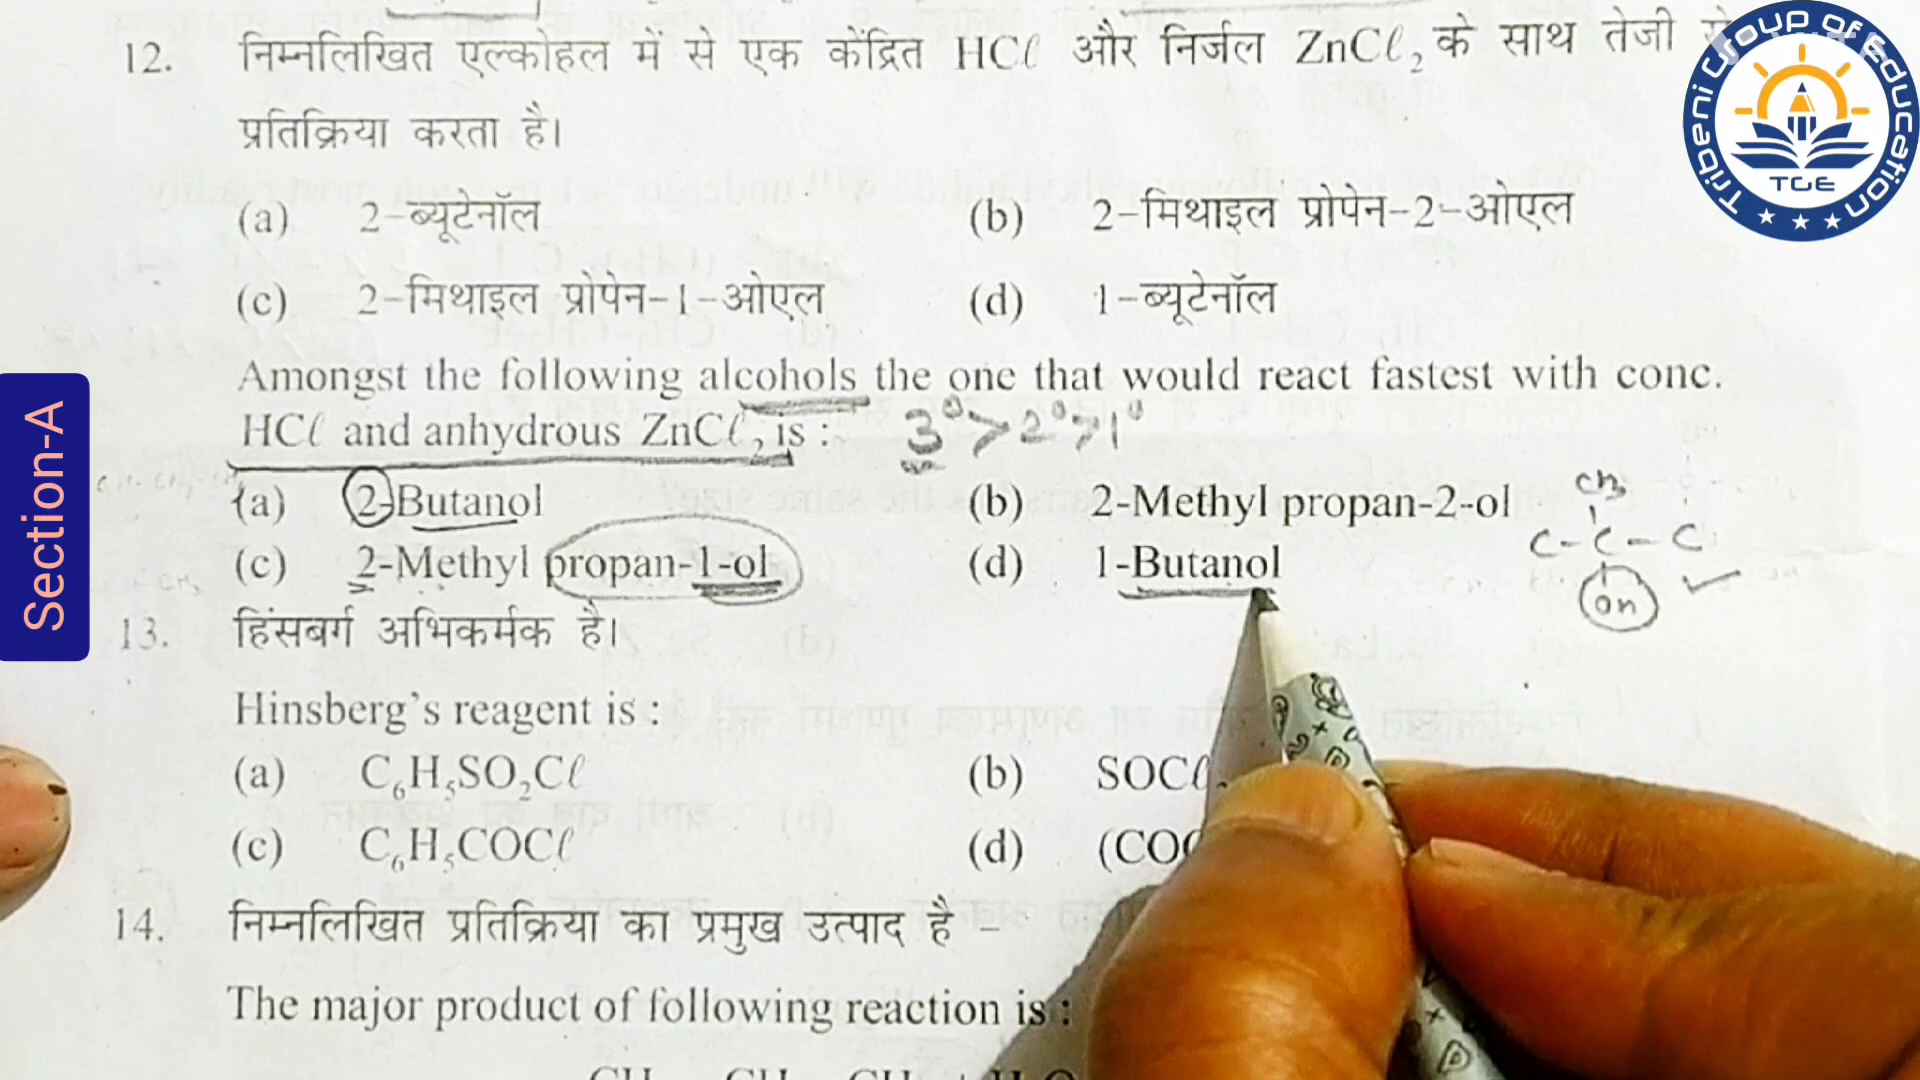 12. निम्नलिखित एल्कोहल में से एक केंद्रित HCℓ और निर्जल ZnCℓ₂ के साथ तेजी से
प्रतिक्रिया करता है।
(a) 2-ब्यूटेनॉल (b) 2-मिथाइल प्रोपेन-2-ओएल
(c) 2-मिथाइल प्रोपेन-1-ओएल (d) 1-ब्यूटेनॉल
Amongst the following alcohols the one that would react fastest with conc.
HCℓ and anhydrous ZnCℓ₂ is : 3° > 2° > 1°
(a) 2-Butanol (b) 2-Methyl propan-2-ol
(c) 2-Methyl propan-1-ol (d) 1-Butanol
CH₃
C-C-C
OH
13. हिंसबर्ग अभिकर्मक है।
Hinsberg's reagent is :
(a) C₆H₅SO₂Cℓ (b) SOCℓ
(c) C₆H₅COCℓ (d) (CO
14. निम्नलिखित प्रतिक्रिया का प्रमुख उत्पाद है –
The major product of following reaction is :
Section-A
Tribeni Group of Education
TGE